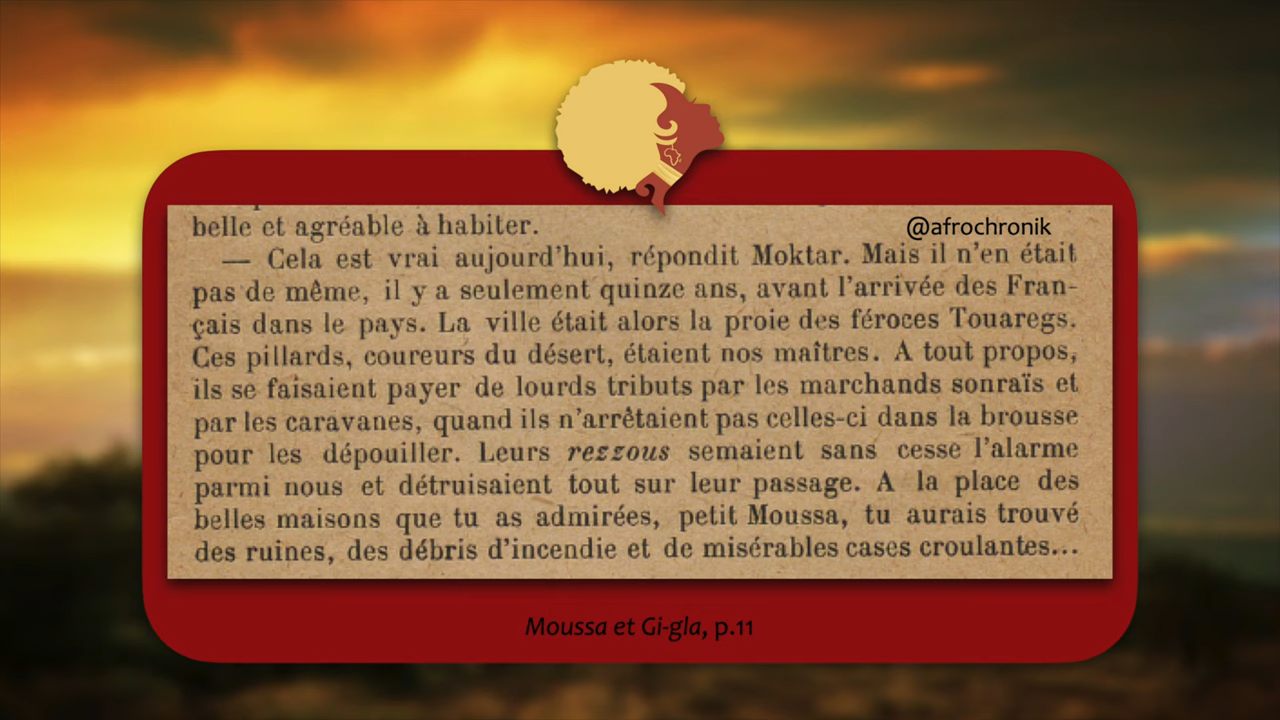 belle et agréable à habiter.
@afrochronik
— Cela est vrai aujourd'hui, répondit Moktar. Mais il n'en était
pas de même, il y a seulement quinze ans, avant l'arrivée des Fran-
çais dans le pays. La ville était alors la proie des féroces Touaregs.
Ces pillards, coureurs du désert, étaient nos maîtres. A tout propos,
ils se faisaient payer de lourds tributs par les marchands sonraïs et
par les caravanes, quand ils n'arrêtaient pas celles-ci dans la brousse
pour les dépouiller. Leurs rezzous semaient sans cesse l'alarme
parmi nous et détruisaient tout sur leur passage. A la place des
belles maisons que tu as admirées, petit Moussa, tu aurais trouvé
des ruines, des débris d'incendie et de misérables cases croulantes...
Moussa et Gi-gla, p.11